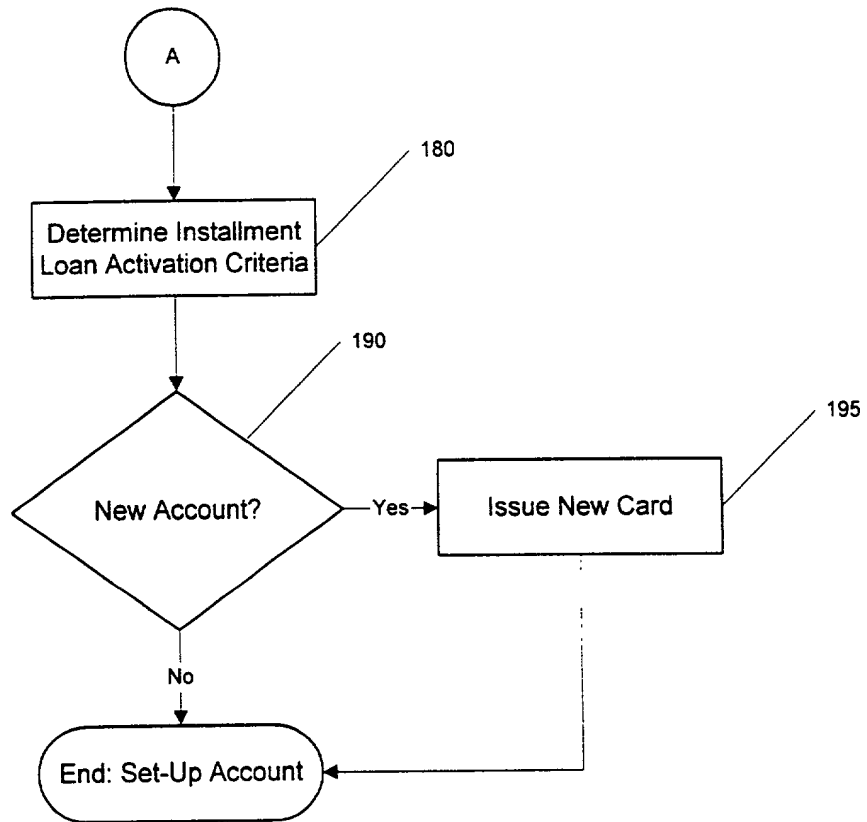 A
180
Determine Installment
Loan Activation Criteria
190
195
New Account?
Yes
Issue New Card
No
End: Set-Up Account